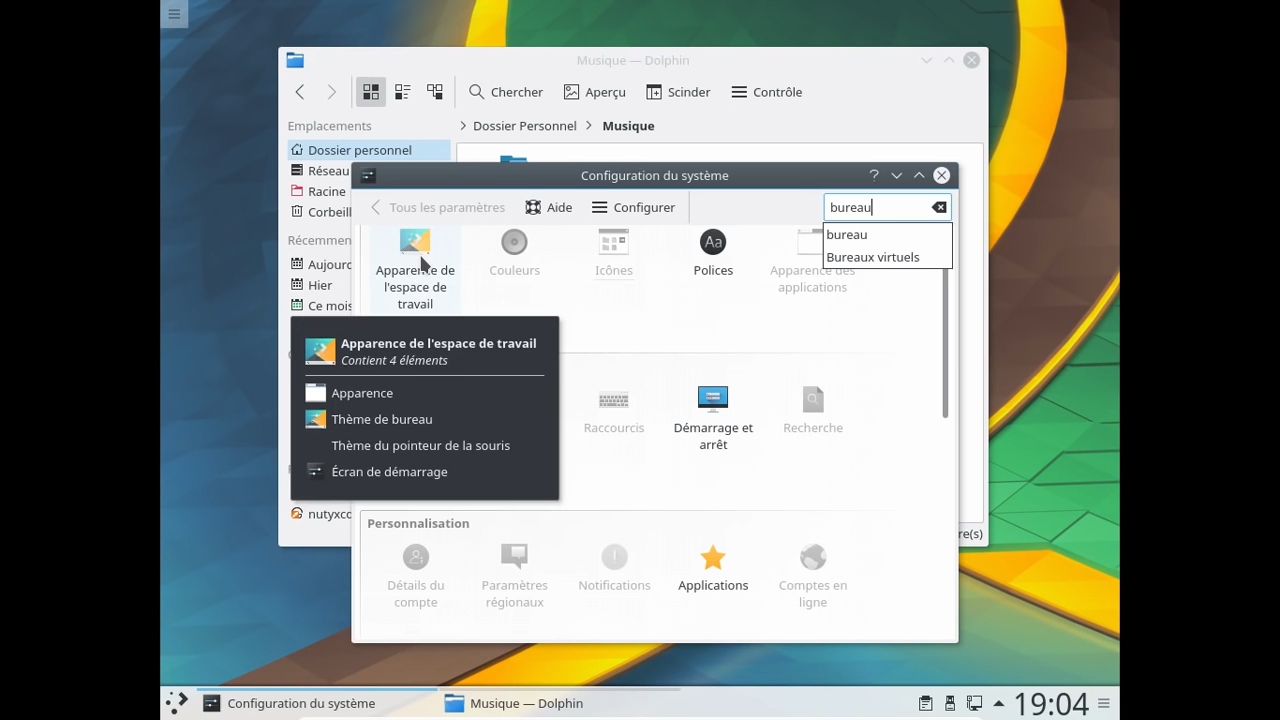 Musique — Dolphin
Chercher
Aperçu
Scinder
Contrôle
Emplacements
Dossier Personnel
Musique
Dossier personnel
Réseau
Racine
Corbeill
Récemmen
Aujourd
Hier
Ce mois
nutyxco
re(s)
Configuration du système
Tous les paramètres
Aide
Configurer
bureau
bureau
Bureaux virtuels
Apparence de
l'espace de
travail
Couleurs
Icônes
Polices
Apparence des
applications
Apparence de l'espace de travail
Contient 4 éléments
Apparence
Thème de bureau
Thème du pointeur de la souris
Écran de démarrage
Raccourcis
Démarrage et
arrêt
Recherche
Personnalisation
Détails du
compte
Paramètres
régionaux
Notifications
Applications
Comptes en
ligne
Configuration du système
Musique — Dolphin
19:04